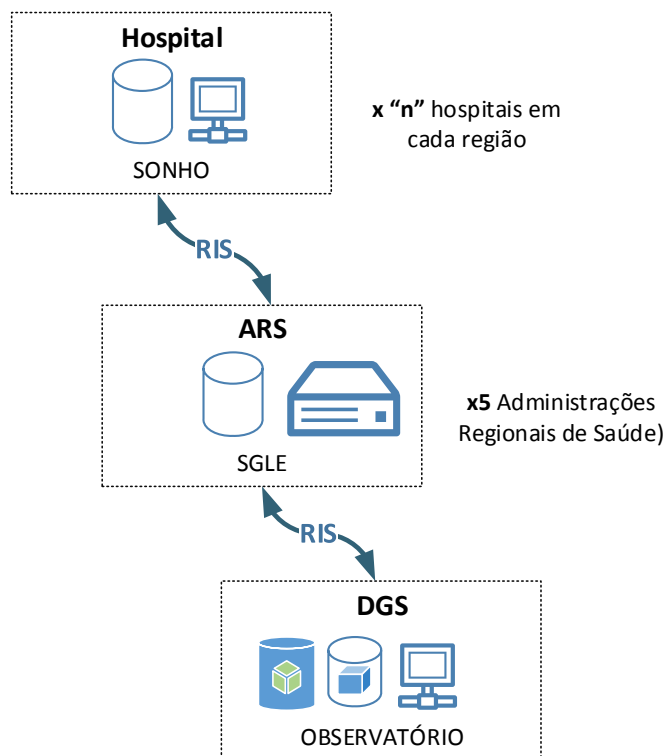 Hospital
SONHO
x “n” hospitais em
cada região
RIS
ARS
SGLE
x5 Administrações
Regionais de Saúde)
RIS
DGS
OBSERVATÓRIO